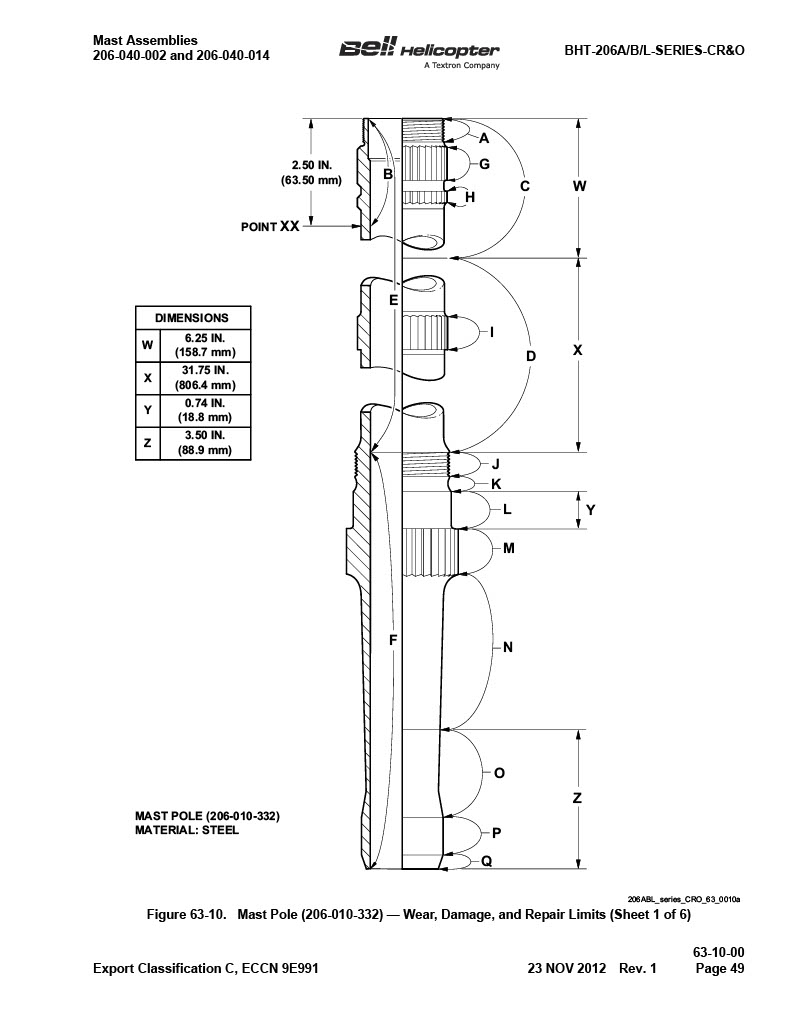 Mast Assemblies
206-040-002 and 206-040-014
Bell Helicopter
A Textron Company
BHT-206A/B/L-SERIES-CR&O
2.50 IN.
(63.50 mm)
POINT XX
A
B
G
C
W
H
E
I
D
X
DIMENSIONS
W 6.25 IN.
(158.7 mm)
X 31.75 IN.
(806.4 mm)
Y 0.74 IN.
(18.8 mm)
Z 3.50 IN.
(88.9 mm)
J
K
L
Y
M
F
N
O
Z
P
Q
MAST POLE (206-010-332)
MATERIAL: STEEL
206ABL_series_CRO_63_0010a
Figure 63-10. Mast Pole (206-010-332) — Wear, Damage, and Repair Limits (Sheet 1 of 6)
63-10-00
Export Classification C, ECCN 9E991
23 NOV 2012 Rev. 1 Page 49